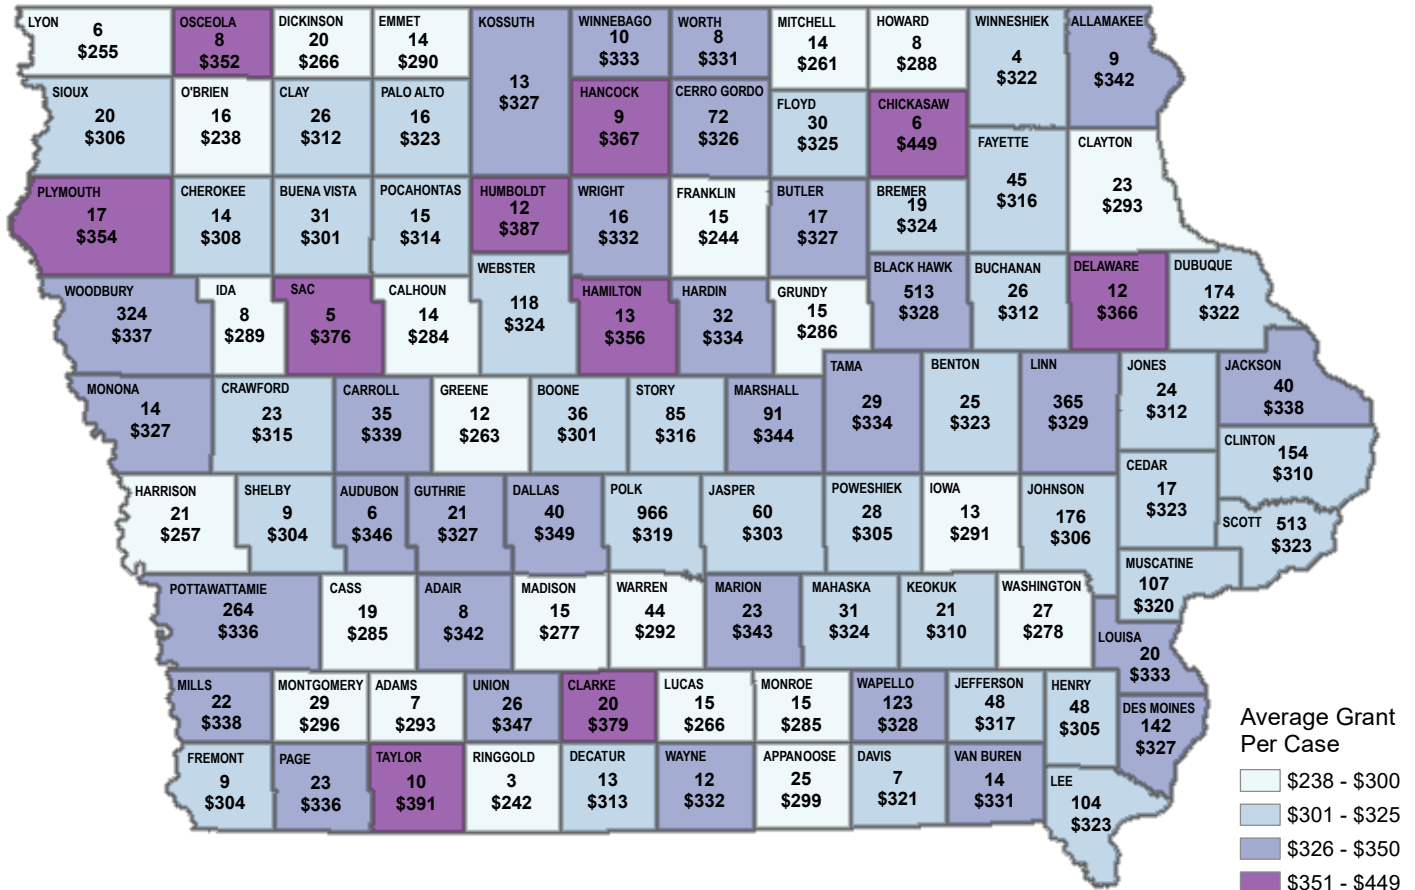 LYON
6
$255
OSCEOLA
8
$352
DICKINSON
20
$266
EMMET
14
$290
KOSSUTH
13
$327
WINNEBAGO
10
$333
WORTH
8
$331
MITCHELL
14
$261
HOWARD
8
$288
WINNESHIEK
4
$322
ALLAMAKEE
9
$342
SIOUX
20
$306
O'BRIEN
16
$238
CLAY
26
$312
PALO ALTO
16
$323
HANCOCK
9
$367
CERRO GORDO
72
$326
FLOYD
30
$325
CHICKASAW
6
$449
FAYETTE
45
$316
CLAYTON
23
$293
PLYMOUTH
17
$354
CHEROKEE
14
$308
BUENA VISTA
31
$301
POCAHONTAS
15
$314
HUMBOLDT
12
$387
WRIGHT
16
$332
FRANKLIN
15
$244
BUTLER
17
$327
BREMER
19
$324
WOODBURY
324
$337
IDA
8
$289
SAC
5
$376
CALHOUN
14
$284
WEBSTER
118
$324
HAMILTON
13
$356
HARDIN
32
$334
GRUNDY
15
$286
BLACK HAWK
513
$328
BUCHANAN
26
$312
DELAWARE
12
$366
DUBUQUE
174
$322
MONONA
14
$327
CRAWFORD
23
$315
CARROLL
35
$339
GREENE
12
$263
BOONE
36
$301
STORY
85
$316
MARSHALL
91
$344
TAMA
29
$334
BENTON
25
$323
LINN
365
$329
JONES
24
$312
JACKSON
40
$338
CLINTON
154
$310
CEDAR
17
$323
HARRISON
21
$257
SHELBY
9
$304
AUDUBON
6
$346
GUTHRIE
21
$327
DALLAS
40
$349
POLK
966
$319
JASPER
60
$303
POWESHIEK
28
$305
IOWA
13
$291
JOHNSON
176
$306
SCOTT
513
$323
MUSCATINE
107
$320
POTTAWATTAMIE
264
$336
CASS
19
$285
ADAIR
8
$342
MADISON
15
$277
WARREN
44
$292
MARION
23
$343
MAHASKA
31
$324
KEOKUK
21
$310
WASHINGTON
27
$278
LOUISA
20
$333
MILLS
22
$338
MONTGOMERY
29
$296
ADAMS
7
$293
UNION
26
$347
CLARKE
20
$379
LUCAS
15
$266
MONROE
15
$285
WAPELLO
123
$328
JEFFERSON
48
$317
HENRY
48
$305
DES MOINES
142
$327
FREMONT
9
$304
PAGE
23
$336
TAYLOR
10
$391
RINGGOLD
3
$242
DECATUR
13
$313
WAYNE
12
$332
APPANOOSE
25
$299
DAVIS
7
$321
VAN BUREN
14
$331
LEE
104
$323
Average Grant
Per Case
$238 - $300
$301 - $325
$326 - $350
$351 - $449